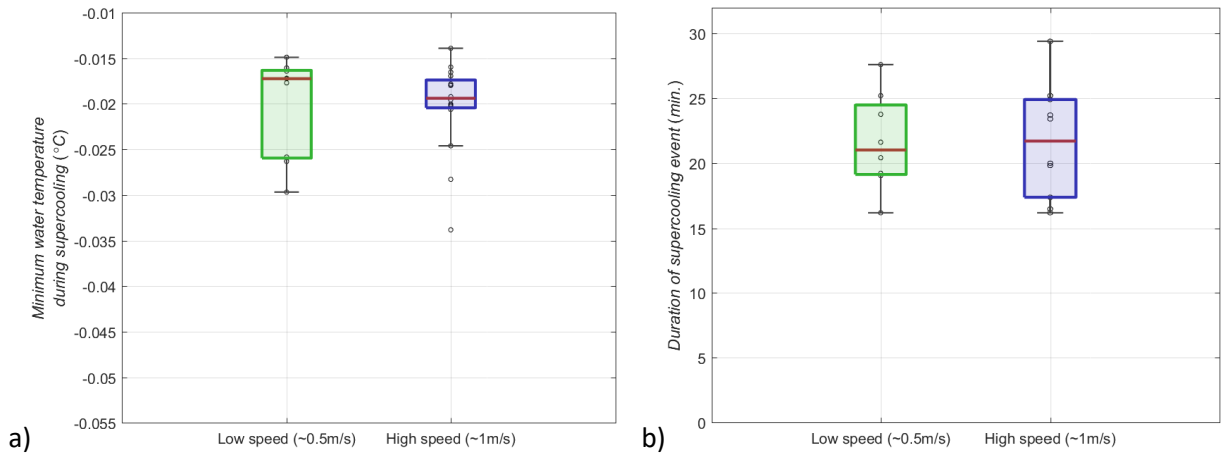 Minimum water temperature
during supercooling (°C)
-0.01
-0.015
-0.02
-0.025
-0.03
-0.035
-0.04
-0.045
-0.05
-0.055
Low speed (~0.5m/s) High speed (~1m/s)
a)
Duration of supercooling event (min.)
30
25
20
15
10
5
0
Low speed (~0.5m/s) High speed (~1m/s)
b)